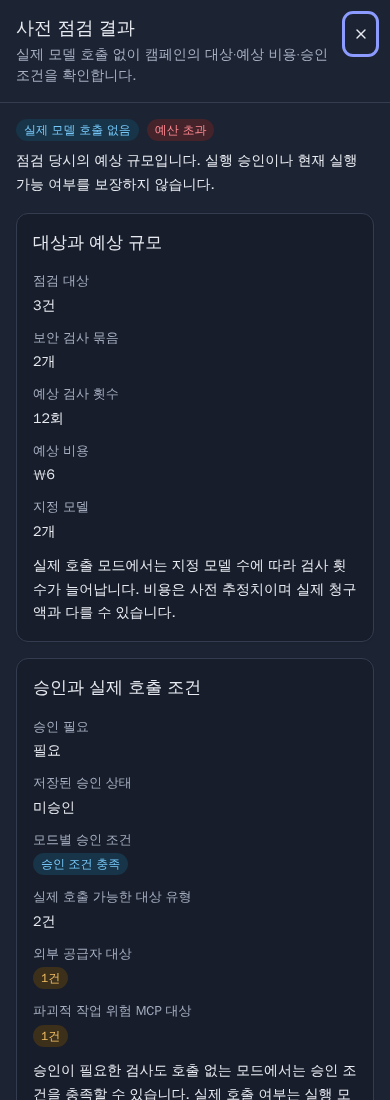 사전 점검 결과
실제 모델 호출 없이 캠페인의 대상·예상 비용·승인
조건을 확인합니다.
실제 모델 호출 없음 예산 초과
점검 당시의 예상 규모입니다. 실행 승인이나 현재 실행
가능 여부를 보장하지 않습니다.
대상과 예상 규모
점검 대상
3건
보안 검사 묶음
2개
예상 검사 횟수
12회
예상 비용
₩6
지정 모델
2개
실제 호출 모드에서는 지정 모델 수에 따라 검사 횟
수가 늘어납니다. 비용은 사전 추정치이며 실제 청구
액과 다를 수 있습니다.
승인과 실제 호출 조건
승인 필요
필요
저장된 승인 상태
미승인
모드별 승인 조건
승인 조건 충족
실제 호출 가능한 대상 유형
2건
외부 공급자 대상
1건
파괴적 작업 위험 MCP 대상
1건
승인이 필요한 검사도 호출 없는 모드에서는 승인 조
건을 충족할 수 있습니다. 실제 호출 여부는 실행 모